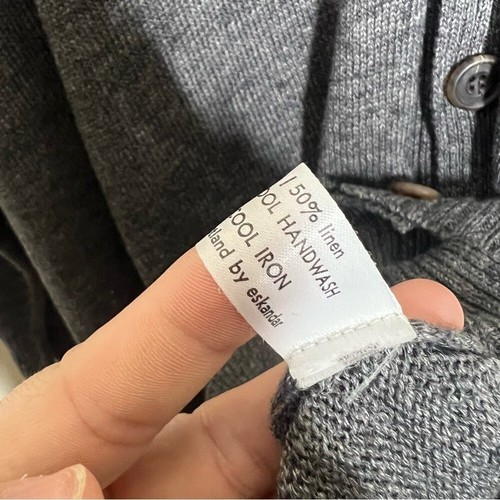 / 50% linen
OOL HANDWASH
COOL IRON
land by eskandar